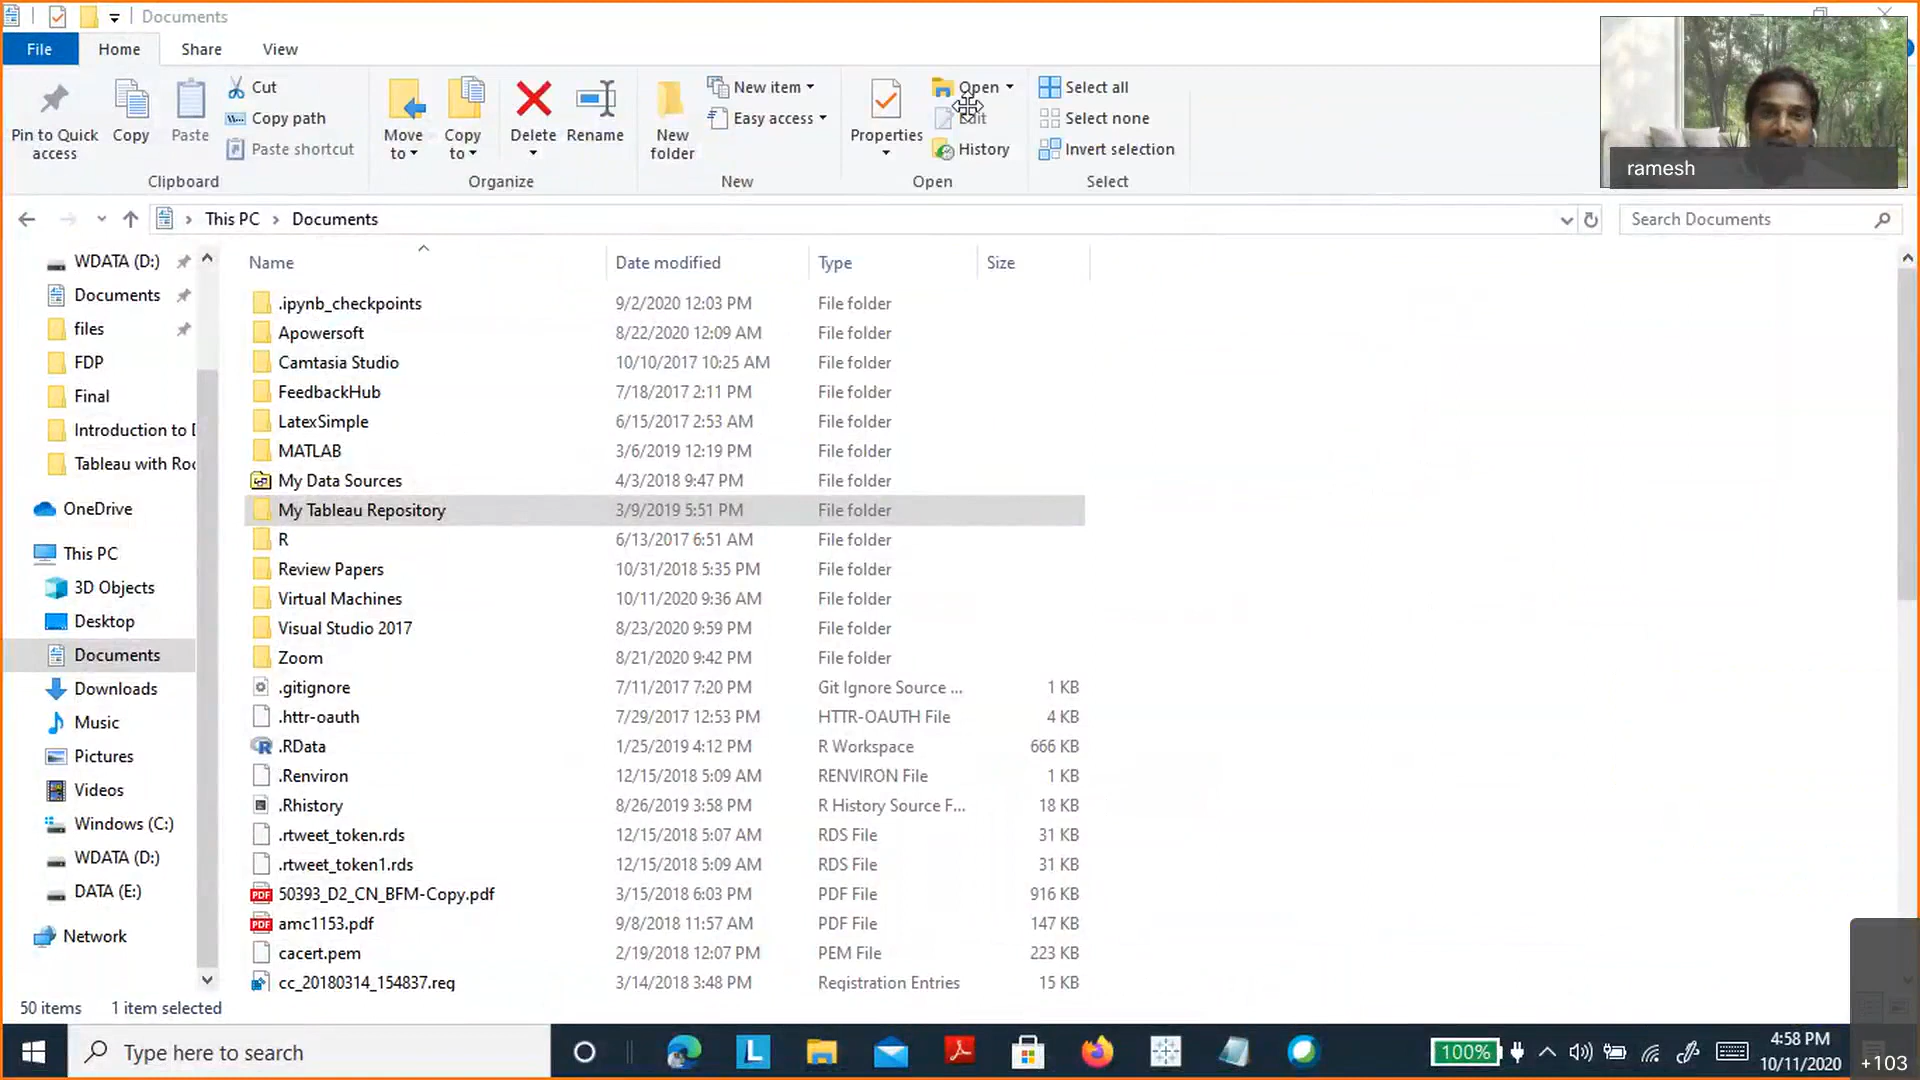 Documents
File Home Share View
Pin to Quick access
Copy
Paste
Cut
Copy path
Paste shortcut
Clipboard
Move to
Copy to
Delete
Rename
Organize
New folder
New item
Easy access
New
Properties
Open
Edit
History
Open
Select all
Select none
Invert selection
Select
ramesh
This PC > Documents
Search Documents
WDATA (D:)
Documents
files
FDP
Final
Introduction to
Tableau with
OneDrive
This PC
3D Objects
Desktop
Documents
Downloads
Music
Pictures
Videos
Windows (C:)
WDATA (D:)
DATA (E:)
Network
Name Date modified Type Size
.ipynb_checkpoints 9/2/2020 12:03 PM File folder
Apowersoft 8/22/2020 12:09 AM File folder
Camtasia Studio 10/10/2017 10:25 AM File folder
FeedbackHub 7/18/2017 2:11 PM File folder
LatexSimple 6/15/2017 2:53 AM File folder
MATLAB 3/6/2019 12:19 PM File folder
My Data Sources 4/3/2018 9:47 PM File folder
My Tableau Repository 3/9/2019 5:51 PM File folder
R 6/13/2017 6:51 AM File folder
Review Papers 10/31/2018 5:35 PM File folder
Virtual Machines 10/11/2020 9:36 AM File folder
Visual Studio 2017 8/23/2020 9:59 PM File folder
Zoom 8/21/2020 9:42 PM File folder
.gitignore 7/11/2017 7:20 PM Git Ignore Source ... 1 KB
.httr-oauth 7/29/2017 12:53 PM HTTR-OAUTH File 4 KB
.RData 1/25/2019 4:12 PM R Workspace 666 KB
.Renviron 12/15/2018 5:09 AM RENVIRON File 1 KB
.Rhistory 8/26/2019 3:58 PM R History Source F... 18 KB
.rtweet_token.rds 12/15/2018 5:07 AM RDS File 31 KB
.rtweet_token1.rds 12/15/2018 5:09 AM RDS File 31 KB
50393_D2_CN_BFM-Copy.pdf 3/15/2018 6:03 PM PDF File 916 KB
amc1153.pdf 9/8/2018 11:57 AM PDF File 147 KB
cacert.pem 2/19/2018 12:07 PM PEM File 223 KB
cc_20180314_154837.reg 3/14/2018 3:48 PM Registration Entries 15 KB
50 items 1 item selected
Type here to search
100%
4:58 PM
10/11/2020
+103